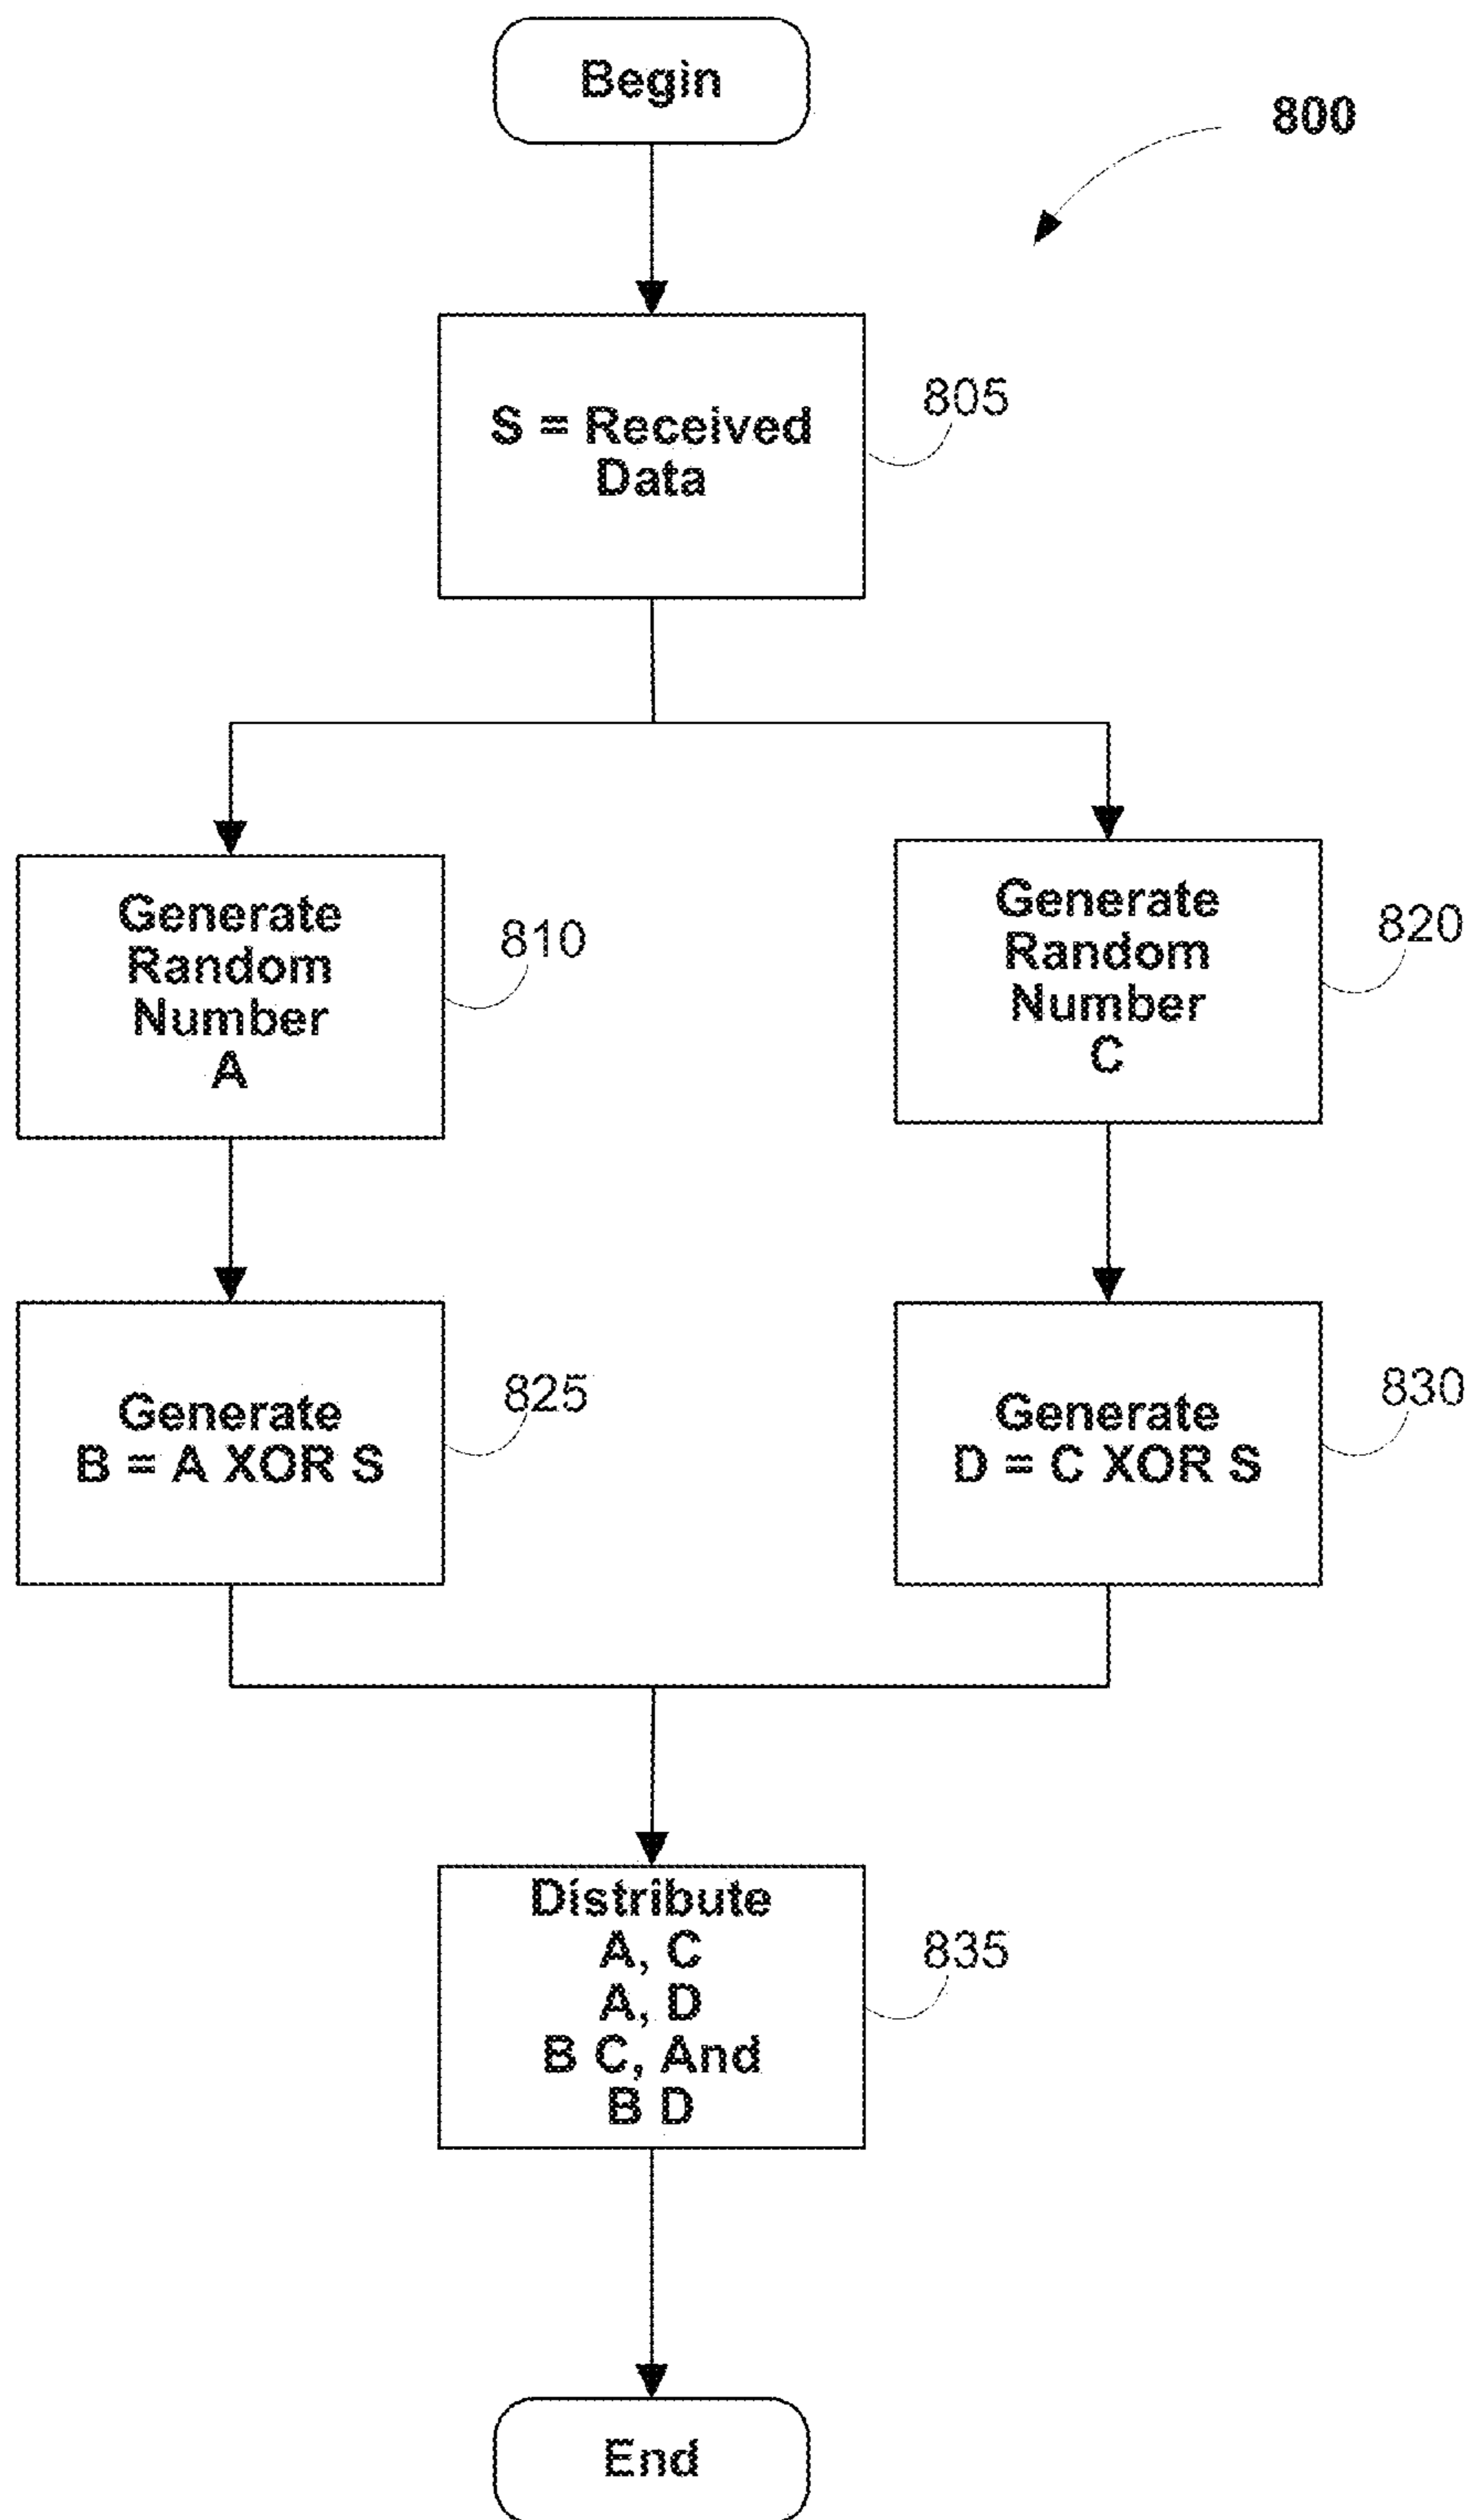 Begin
800
S = Received
Data
805
Generate
Random
Number
A
810
Generate
Random
Number
C
820
Generate
B = A XOR S
825
Generate
D = C XOR S
830
Distribute
A, C
A, D
B C, And
B D
835
End